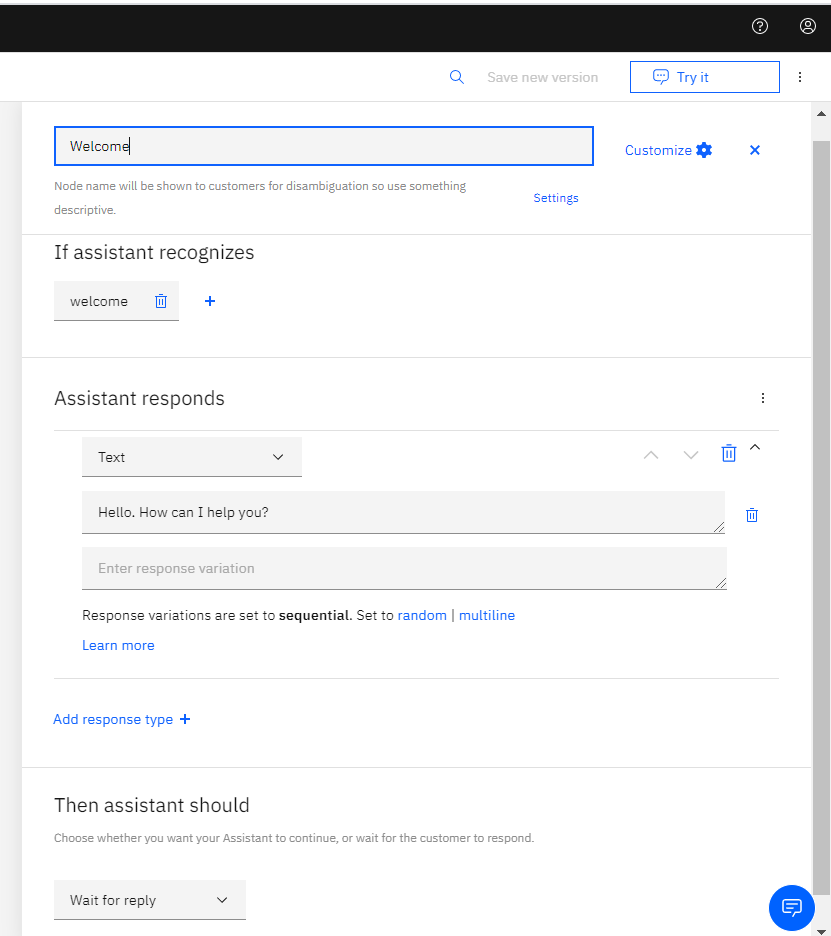 Save new version
Try it
Welcome
Customize
Node name will be shown to customers for disambiguation so use something
descriptive.
Settings
If assistant recognizes
welcome
Assistant responds
Text
Hello. How can I help you?
Enter response variation
Response variations are set to sequential. Set to random | multiline
Learn more
Add response type +
Then assistant should
Choose whether you want your Assistant to continue, or wait for the customer to respond.
Wait for reply